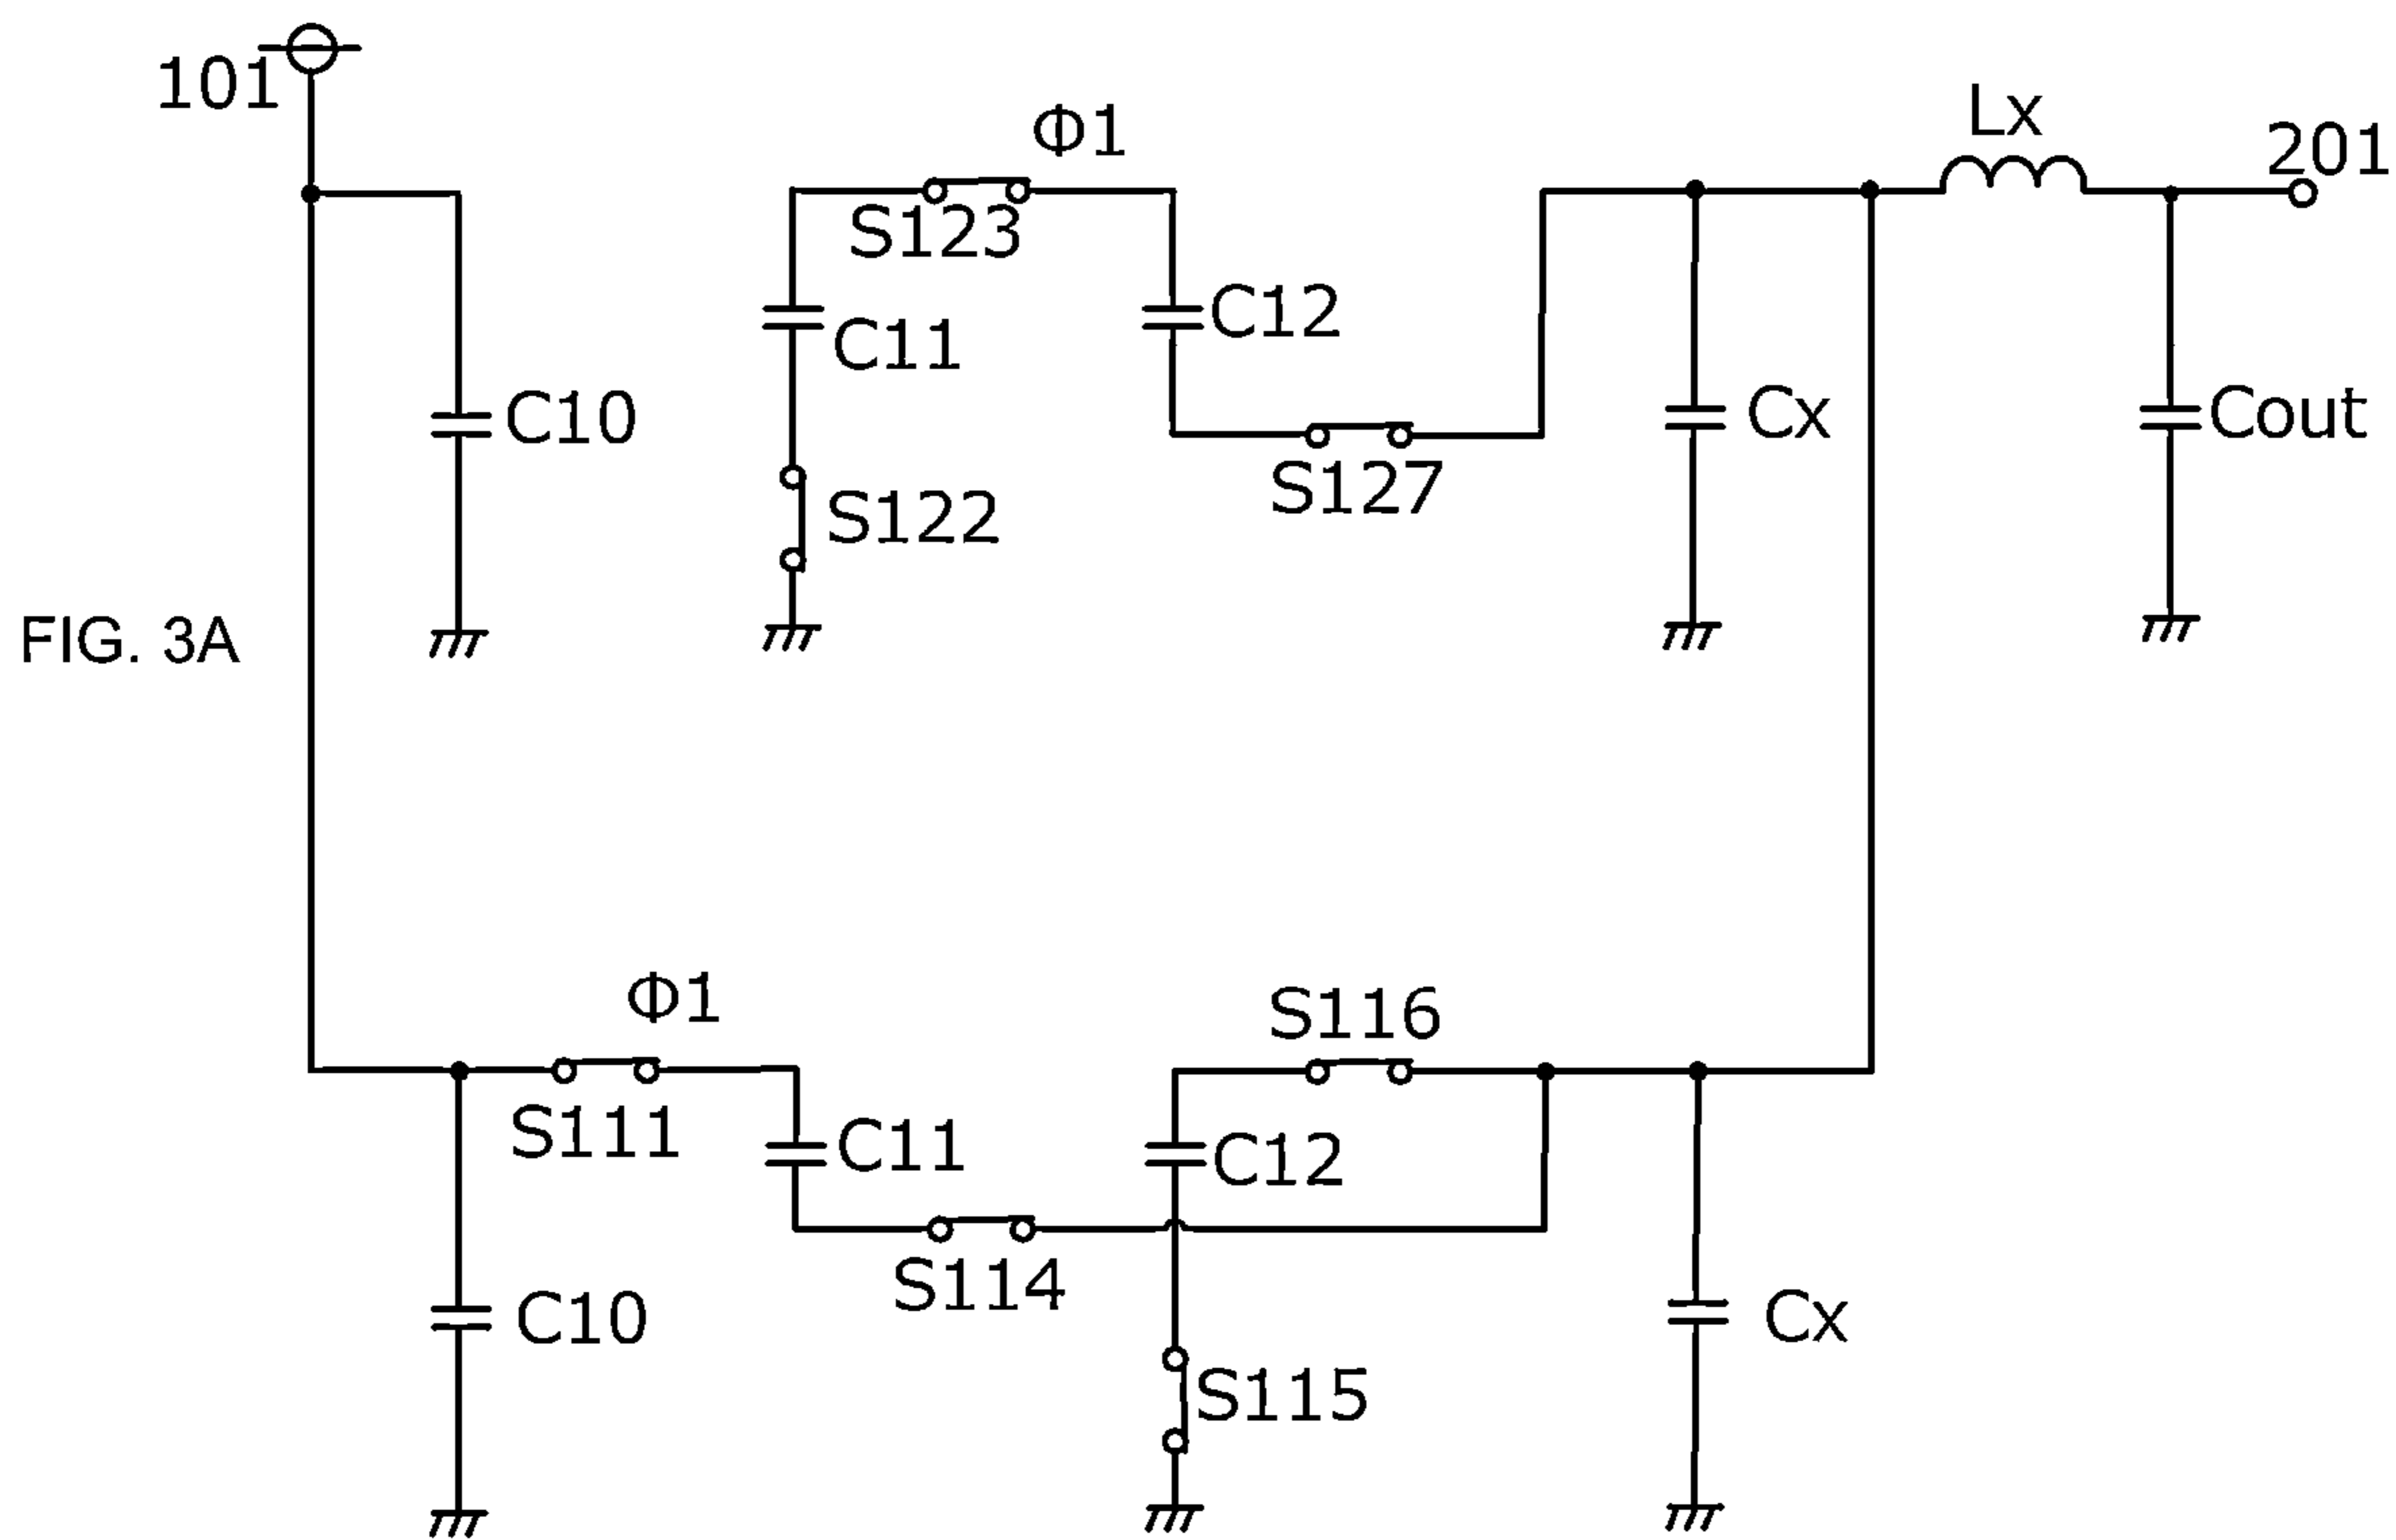 101
Φ1
Lx
201
S123
C12
C11
C10
Cx
Cout
S127
S122
FIG. 3A
Φ1
S116
S111
C11
C12
S114
C10
Cx
S115